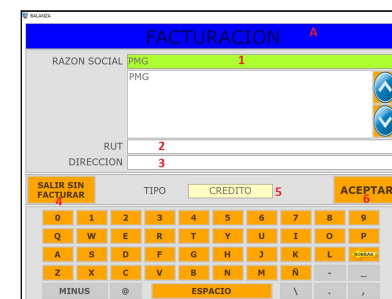 BALANZA
FACTURACION A
RAZON SOCIAL PMG 1
PMG
RUT 2
DIRECCION 3
SALIR SIN
FACTURAR
4
TIPO CREDITO 5
ACEPTAR
6
0 1 2 3 4 5 6 7 8 9
Q W E R T Y U I O P
A S D F G H J K L BORRAR
Z X C V B N M Ñ - _
MINUS @ ESPACIO \ . ,